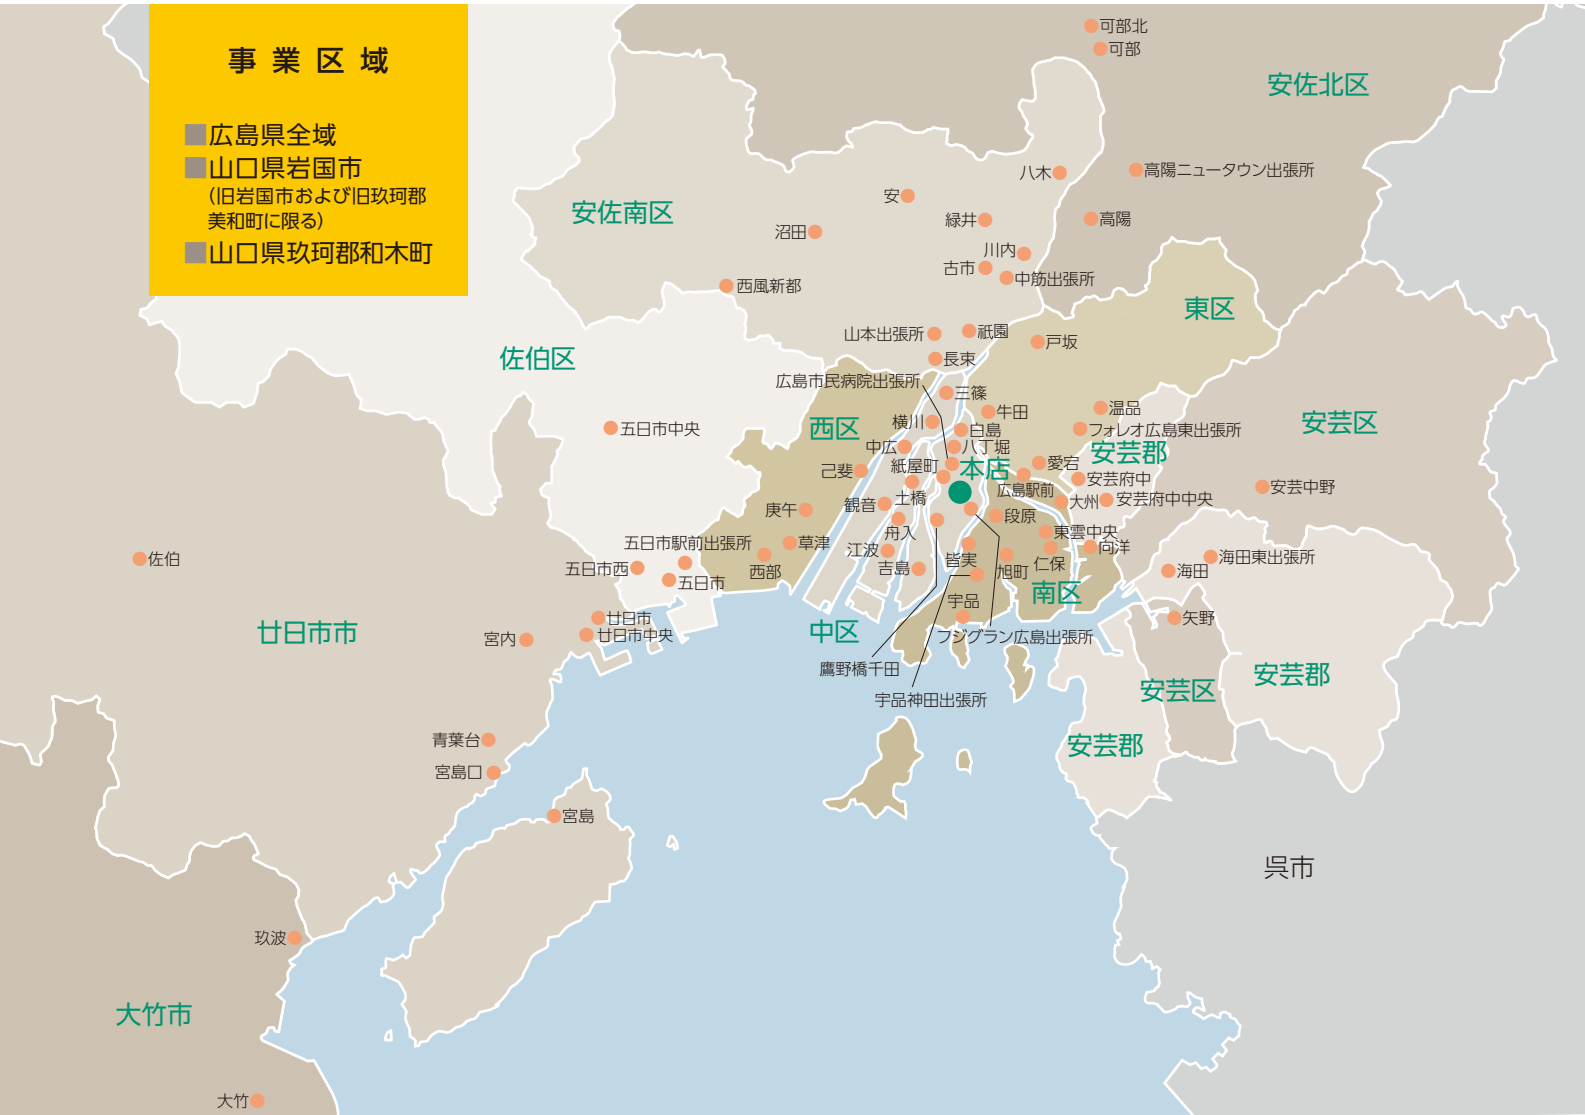 事業区域
■広島県全域
■山口県岩国市
(旧岩国市および旧玖珂郡
美和町に限る)
■山口県玖珂郡和木町
可部北
可部
安佐北区
八木
高陽ニュータウン出張所
安
安佐南区
緑井
高陽
沼田
川内
古市
中筋出張所
西風新都
東区
山本出張所
祇園
戸坂
佐伯区
長束
広島市民病院出張所
三篠
牛田
温品
横川
西区
白島
フォレオ広島東出張所
安芸区
五日市中央
中広
八丁堀
安芸郡
紙屋町
本店
愛宕
己斐
安芸府中
広島駅前
安芸中野
観音
土橋
大州
安芸府中中央
庚午
段原
舟入
東雲中央
五日市駅前出張所
草津
江波
皆実
向洋
佐伯
海田東出張所
五日市西
西部
吉島
旭町
仁保
海田
五日市
南区
宇品
廿日市
矢野
廿日市市
宮内
廿日市中央
中区
フジグラン広島出張所
鷹野橋千田
安芸郡
安芸区
宇品神田出張所
青葉台
安芸郡
宮島口
宮島
呉市
玖波
大竹市
大竹